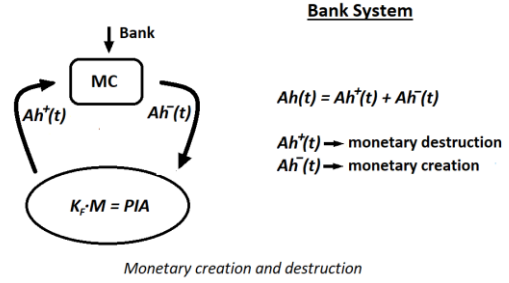 Bank System
Bank
MC
Ah⁺(t)
Ah⁻(t)
K_F·M = PIA
Ah(t) = Ah⁺(t) + Ah⁻(t)
Ah⁺(t) → monetary destruction
Ah⁻(t) → monetary creation
Monetary creation and destruction